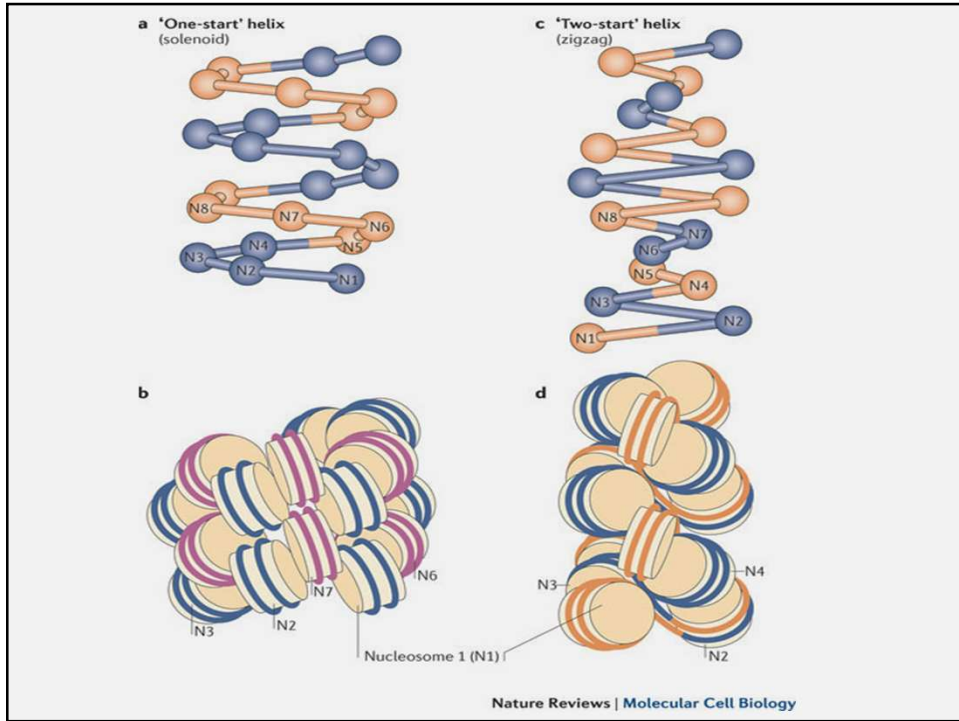 a 'One-start' helix
(solenoid)
c 'Two-start' helix
(zigzag)
N8
N7
N6
N5
N4
N3
N2
N1
N8
N7
N6
N5
N4
N3
N2
N1
b
d
N6
N7
N2
N3
N3
N4
N2
Nucleosome 1 (N1)
Nature Reviews | Molecular Cell Biology